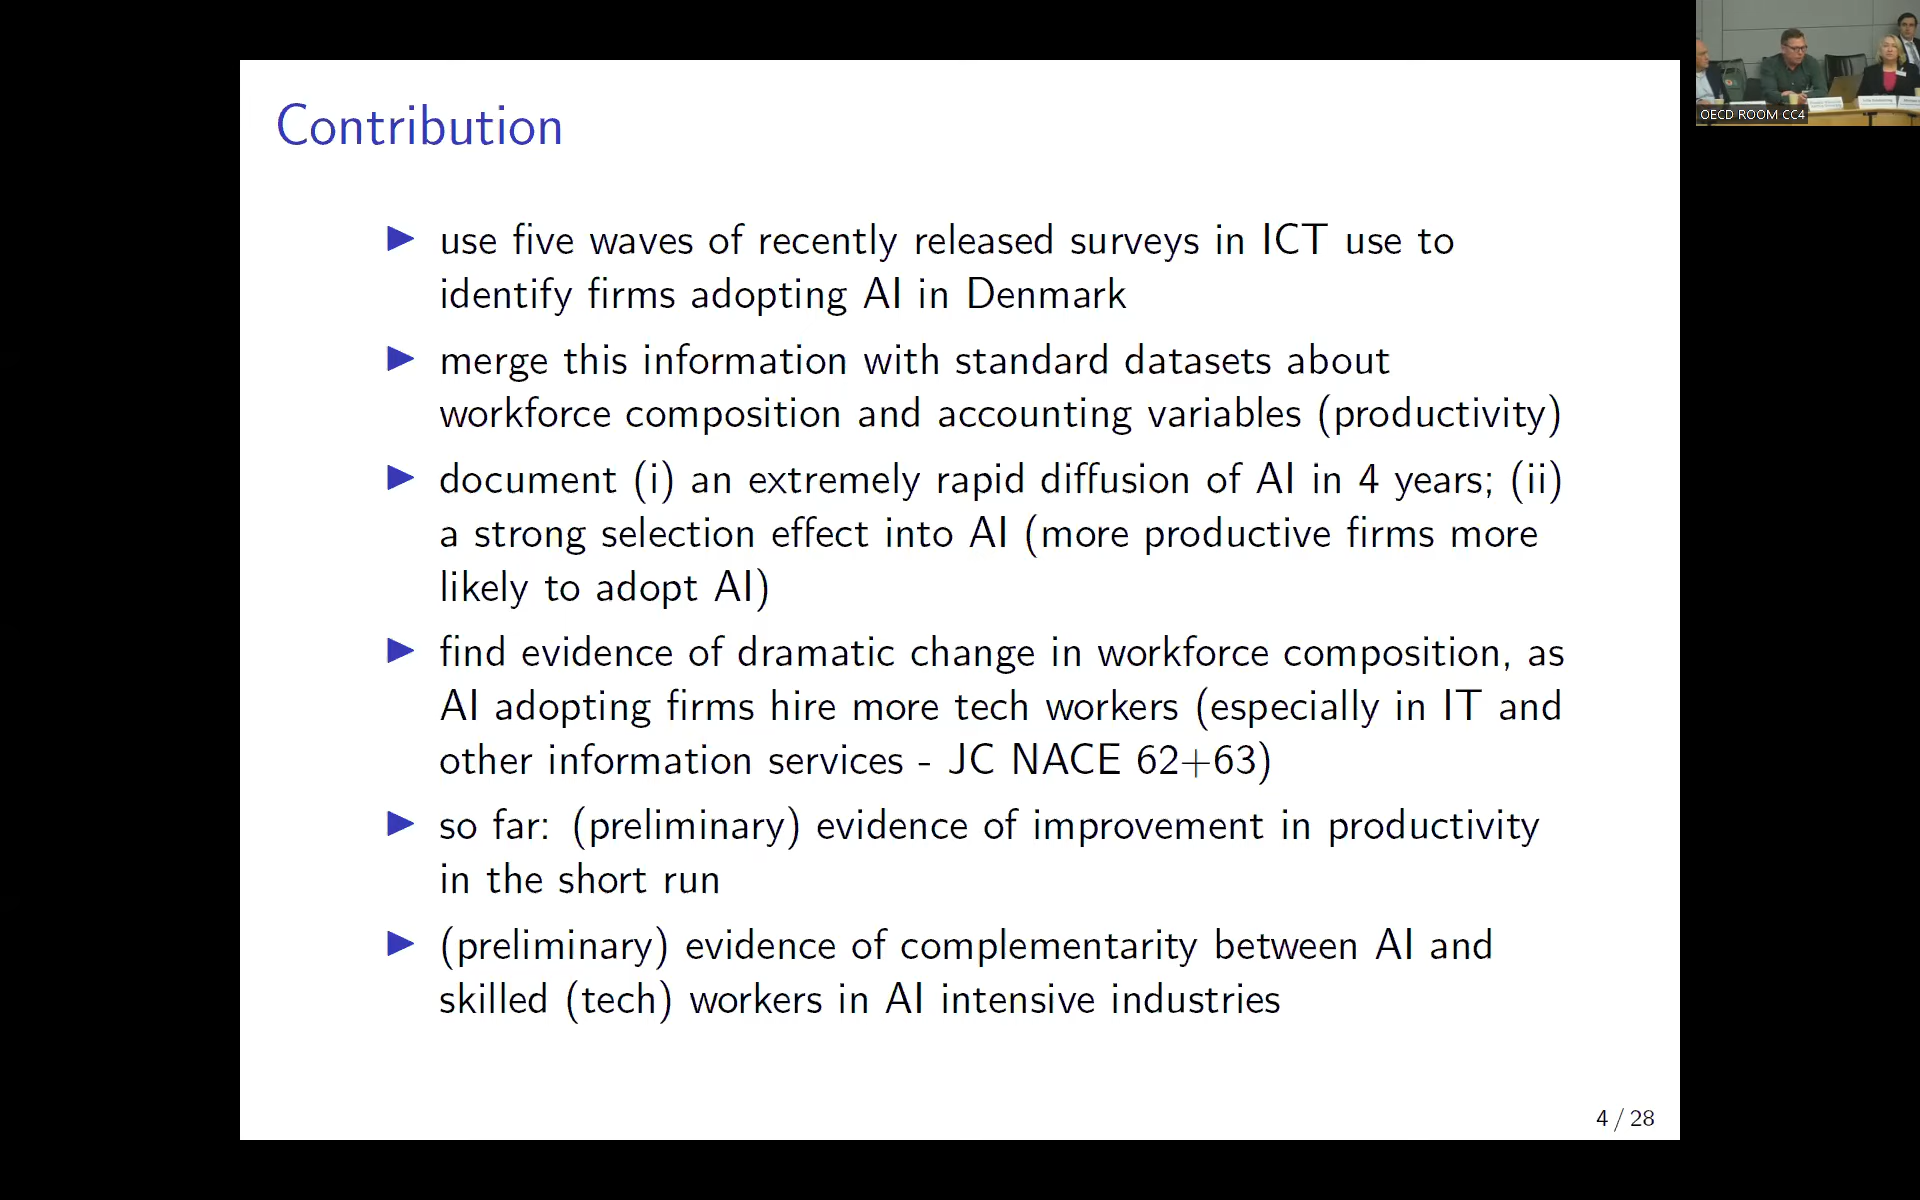 Contribution
▶ use five waves of recently released surveys in ICT use to
identify firms adopting AI in Denmark
▶ merge this information with standard datasets about
workforce composition and accounting variables (productivity)
▶ document (i) an extremely rapid diffusion of AI in 4 years; (ii)
a strong selection effect into AI (more productive firms more
likely to adopt AI)
▶ find evidence of dramatic change in workforce composition, as
AI adopting firms hire more tech workers (especially in IT and
other information services - JC NACE 62+63)
▶ so far: (preliminary) evidence of improvement in productivity
in the short run
▶ (preliminary) evidence of complementarity between AI and
skilled (tech) workers in AI intensive industries
4 / 28
OECD ROOM CC4